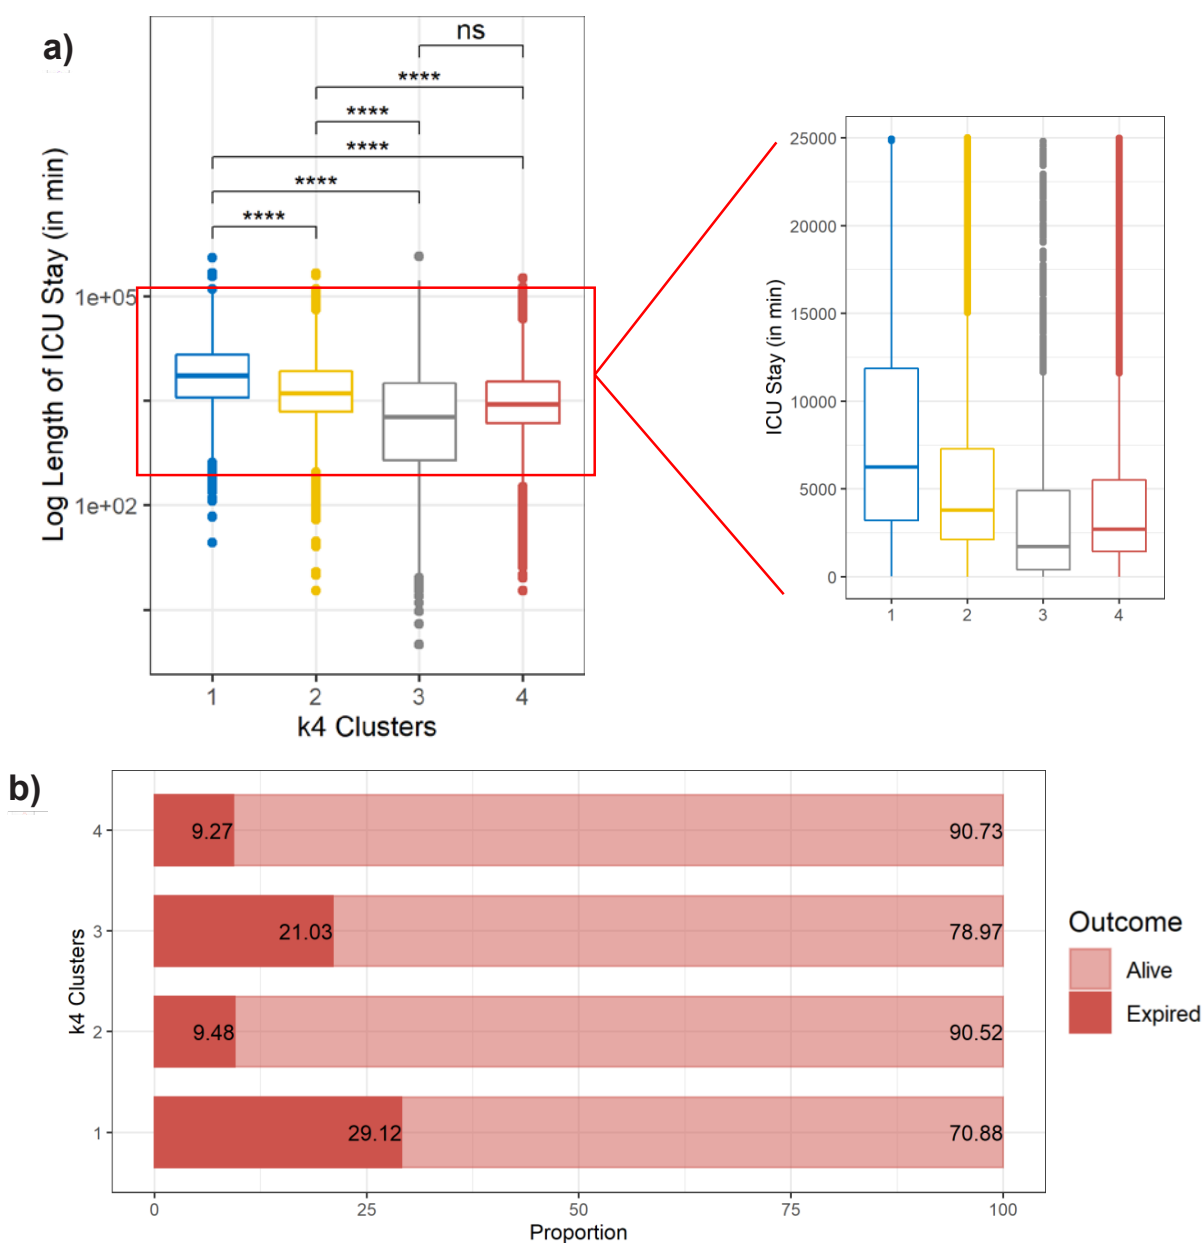 a)
ns
****
****
****
****
****
Log Length of ICU Stay (in min)
1e+05
1e+02
1 2 3 4
k4 Clusters
ICU Stay (in min)
25000
20000
15000
10000
5000
0
1 2 3 4
b)
k4 Clusters
4 9.27 90.73
3 21.03 78.97
2 9.48 90.52
1 29.12 70.88
0 25 50 75 100
Proportion
Outcome
Alive
Expired